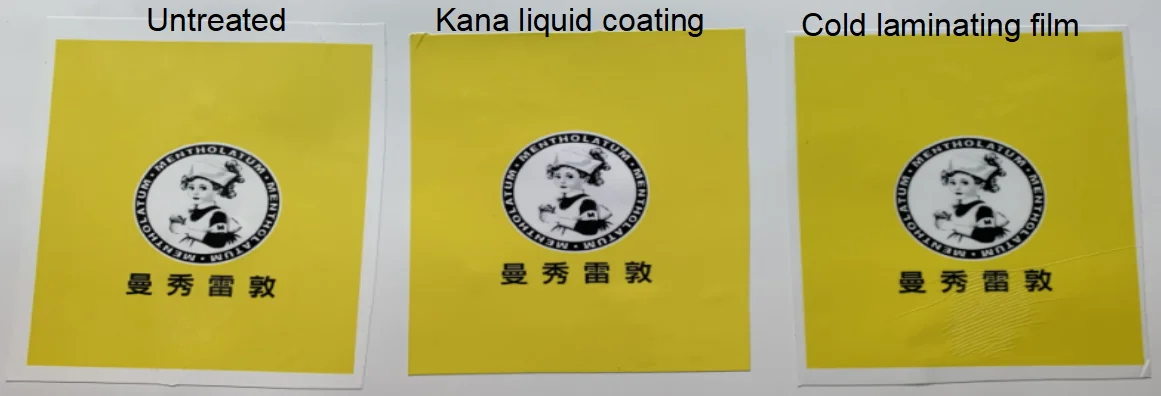 Untreated
Kana liquid coating
Cold laminating film
MENTHOLATUM · MENTHOLATUM · MENTHOLATUM ·
曼秀雷敦
MENTHOLATUM · MENTHOLATUM · MENTHOLATUM ·
曼秀雷敦
MENTHOLATUM · MENTHOLATUM · MENTHOLATUM ·
曼秀雷敦